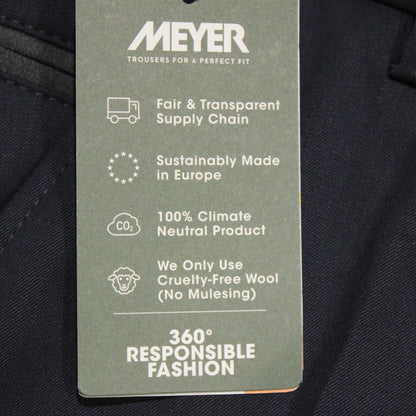 MEYER
TROUSERS FOR A PERFECT FIT
Fair & Transparent
Supply Chain
Sustainably Made
in Europe
CO₂
100% Climate
Neutral Product
We Only Use
Cruelty-Free Wool
(No Mulesing)
360°
RESPONSIBLE
FASHION